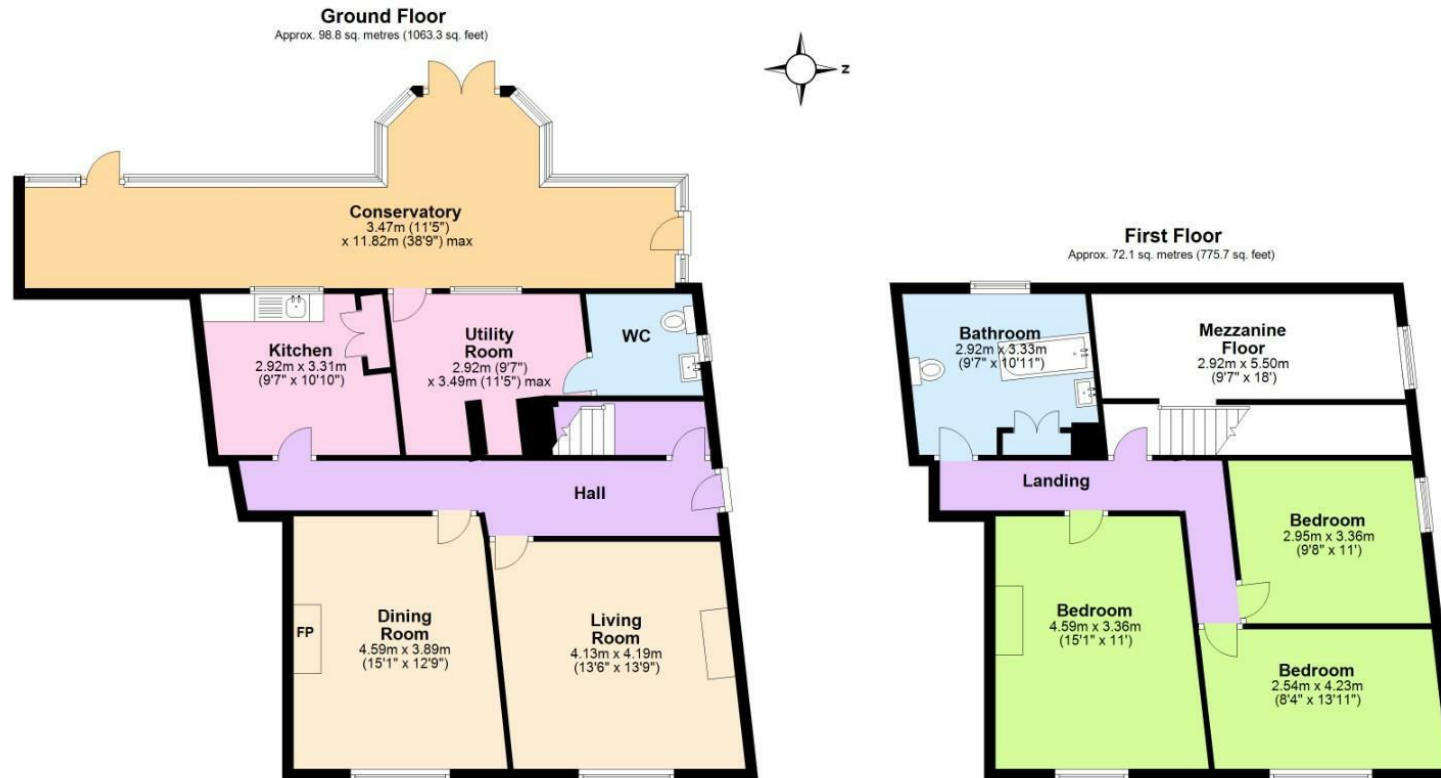 Ground Floor
Approx. 98.8 sq. metres (1063.3 sq. feet)
N
Conservatory
3.47m (11'5")
x 11.82m (38'9") max
Kitchen
2.92m x 3.31m
(9'7" x 10'10")
Utility
Room
2.92m (9'7")
x 3.49m (11'5") max
WC
Hall
Dining
Room
4.59m x 3.89m
(15'1" x 12'9")
FP
Living
Room
4.13m x 4.19m
(13'6" x 13'9")
First Floor
Approx. 72.1 sq. metres (775.7 sq. feet)
Bathroom
2.92m x 3.33m
(9'7" x 10'11")
Mezzanine
Floor
2.92m x 5.50m
(9'7" x 18')
Landing
Bedroom
2.95m x 3.36m
(9'8" x 11')
Bedroom
4.59m x 3.36m
(15'1" x 11')
Bedroom
2.54m x 4.23m
(8'4" x 13'11")